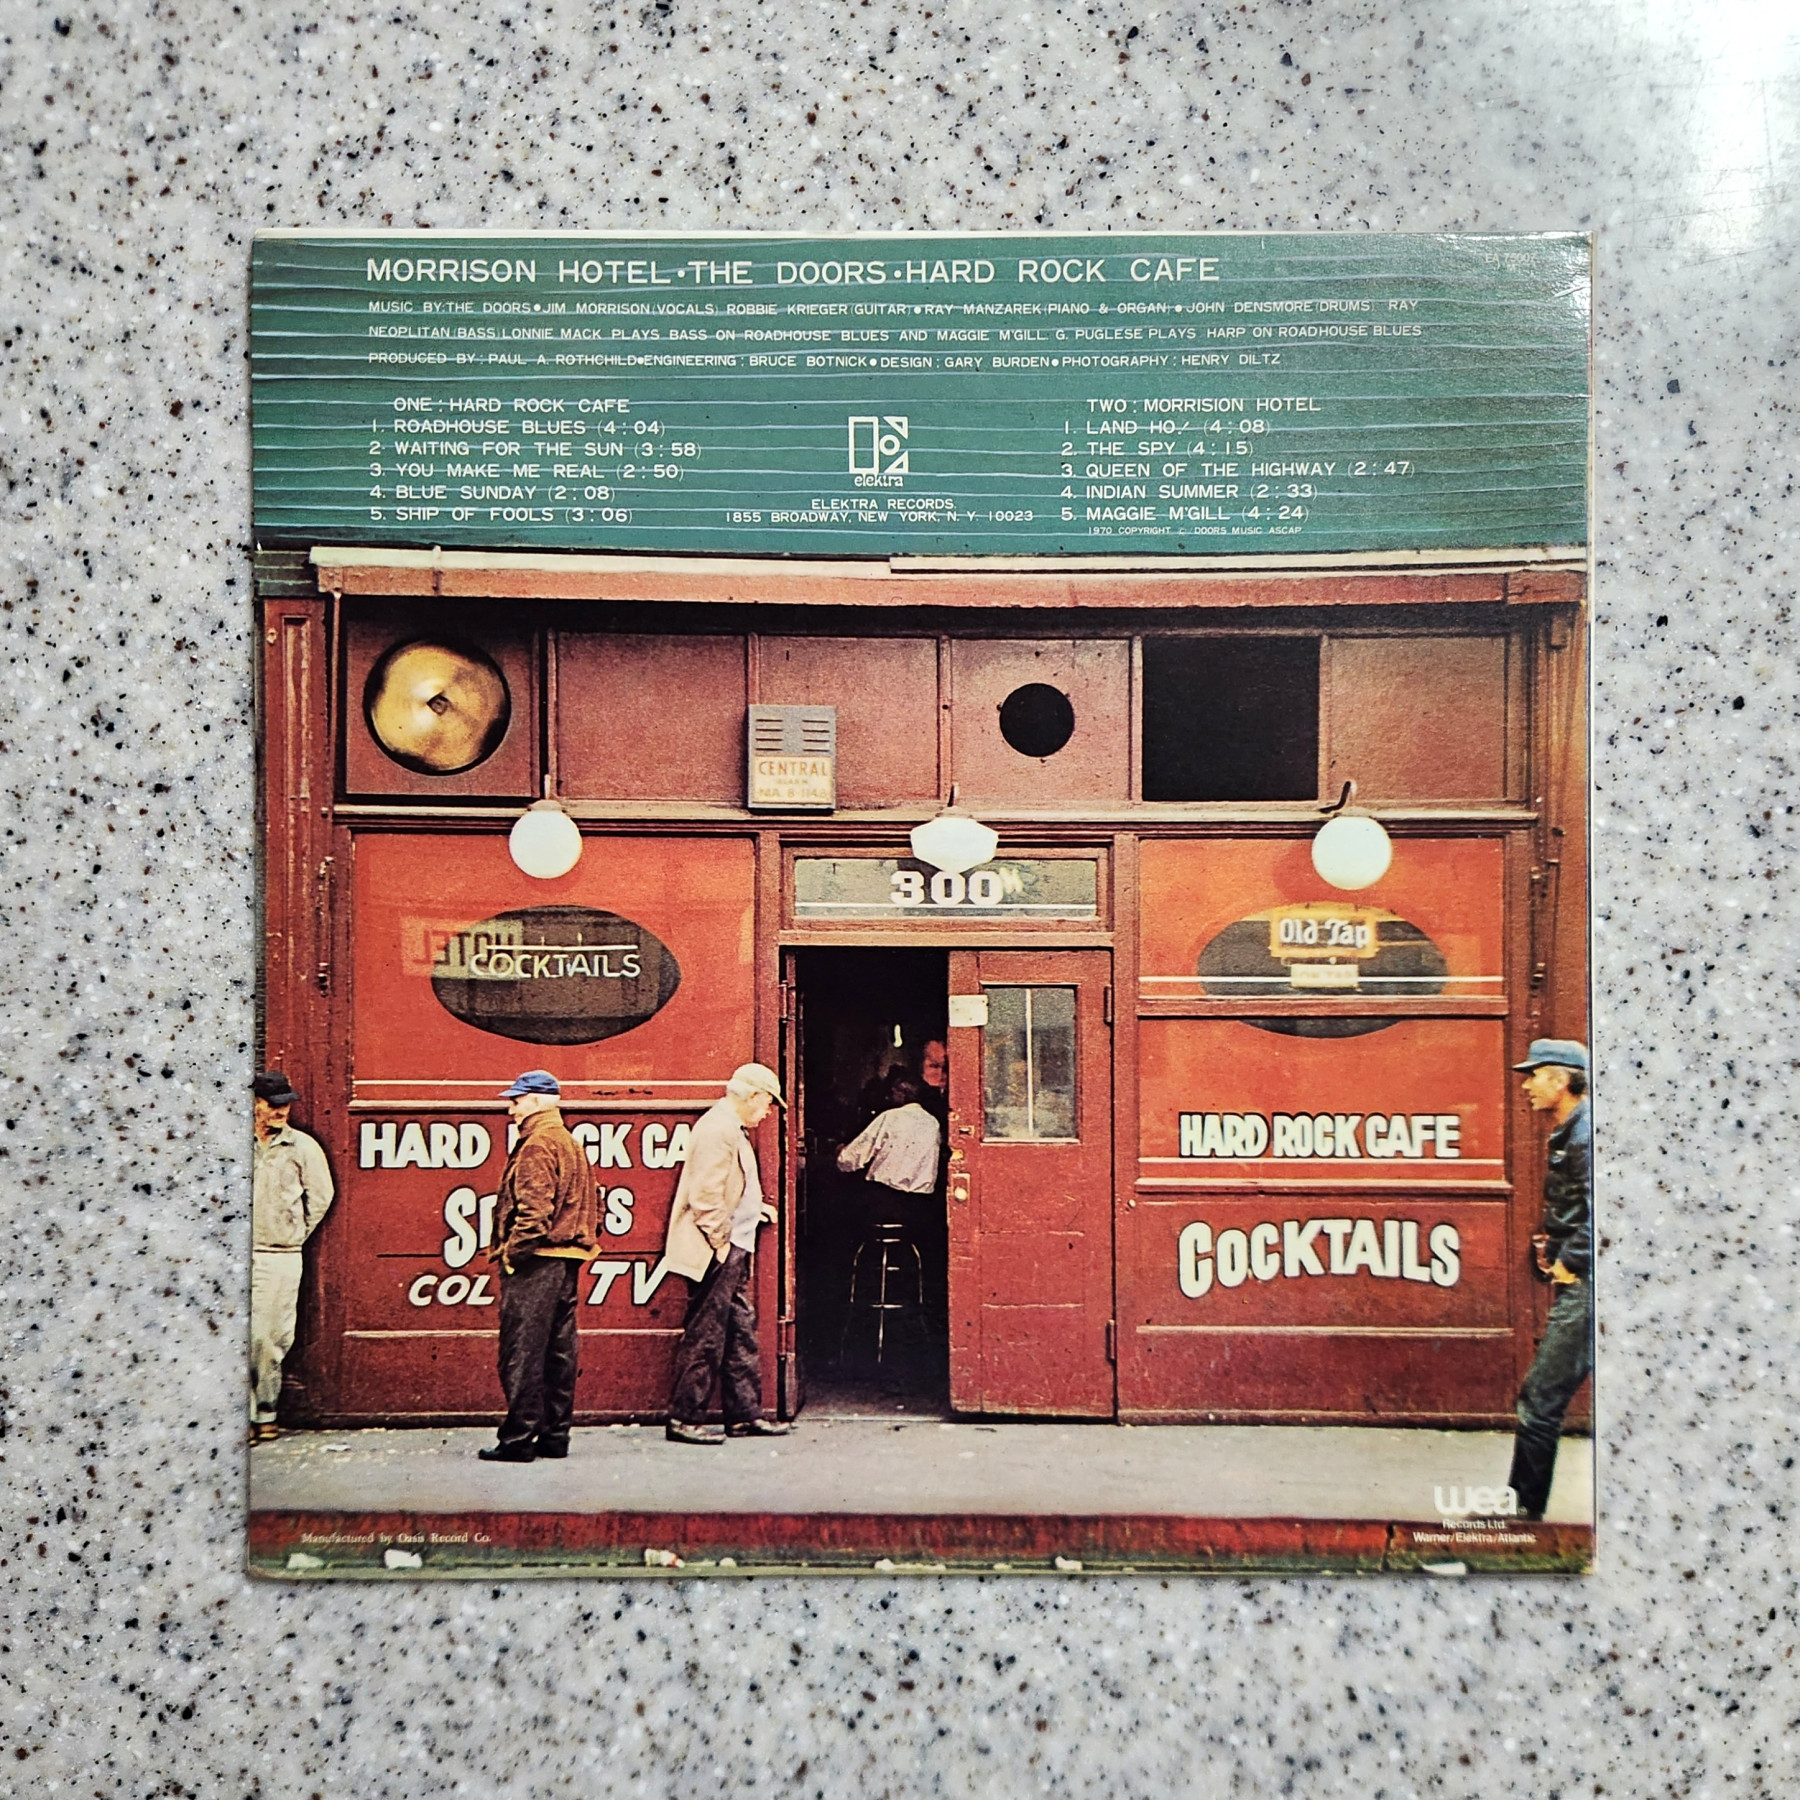 MORRISON HOTEL•THE DOORS•HARD ROCK CAFE
MUSIC BY:THE DOORS●JIM MORRISON(VOCALS) ROBBIE KRIEGER(GUITAR)●RAY MANZAREK(PIANO & ORGAN)●JOHN DENSMORE(DRUMS) RAY
NEOPLITAN(BASS)LONNIE MACK PLAYS BASS ON ROADHOUSE BLUES AND MAGGIE M'GILL. G. PUGLESE PLAYS HARP ON ROADHOUSE BLUES
PRODUCED BY: PAUL A. ROTHCHILD●ENGINEERING: BRUCE BOTNICK●DESIGN: GARY BURDEN●PHOTOGRAPHY: HENRY DILTZ
ONE: HARD ROCK CAFE
1. ROADHOUSE BLUES (4:04)
2. WAITING FOR THE SUN (3:58)
3. YOU MAKE ME REAL (2:50)
4. BLUE SUNDAY (2:08)
5. SHIP OF FOOLS (3:06)
elektra
ELEKTRA RECORDS,
1855 BROADWAY, NEW YORK, N. Y. 10023
TWO: MORRISION HOTEL
1. LAND HO! (4:08)
2. THE SPY (4:15)
3. QUEEN OF THE HIGHWAY (2:47)
4. INDIAN SUMMER (2:33)
5. MAGGIE M'GILL (4:24)
1970 COPYRIGHT © DOORS MUSIC ASCAP
CENTRAL
300
HOTEL
COCKTAILS
Old Tap
HARD CK CA
S 'S
COL TV
HARD ROCK CAFE
COCKTAILS
Manufactured by Oasis Record Co.
wea
Records Ltd.
Warner/Elektra/Atlantic